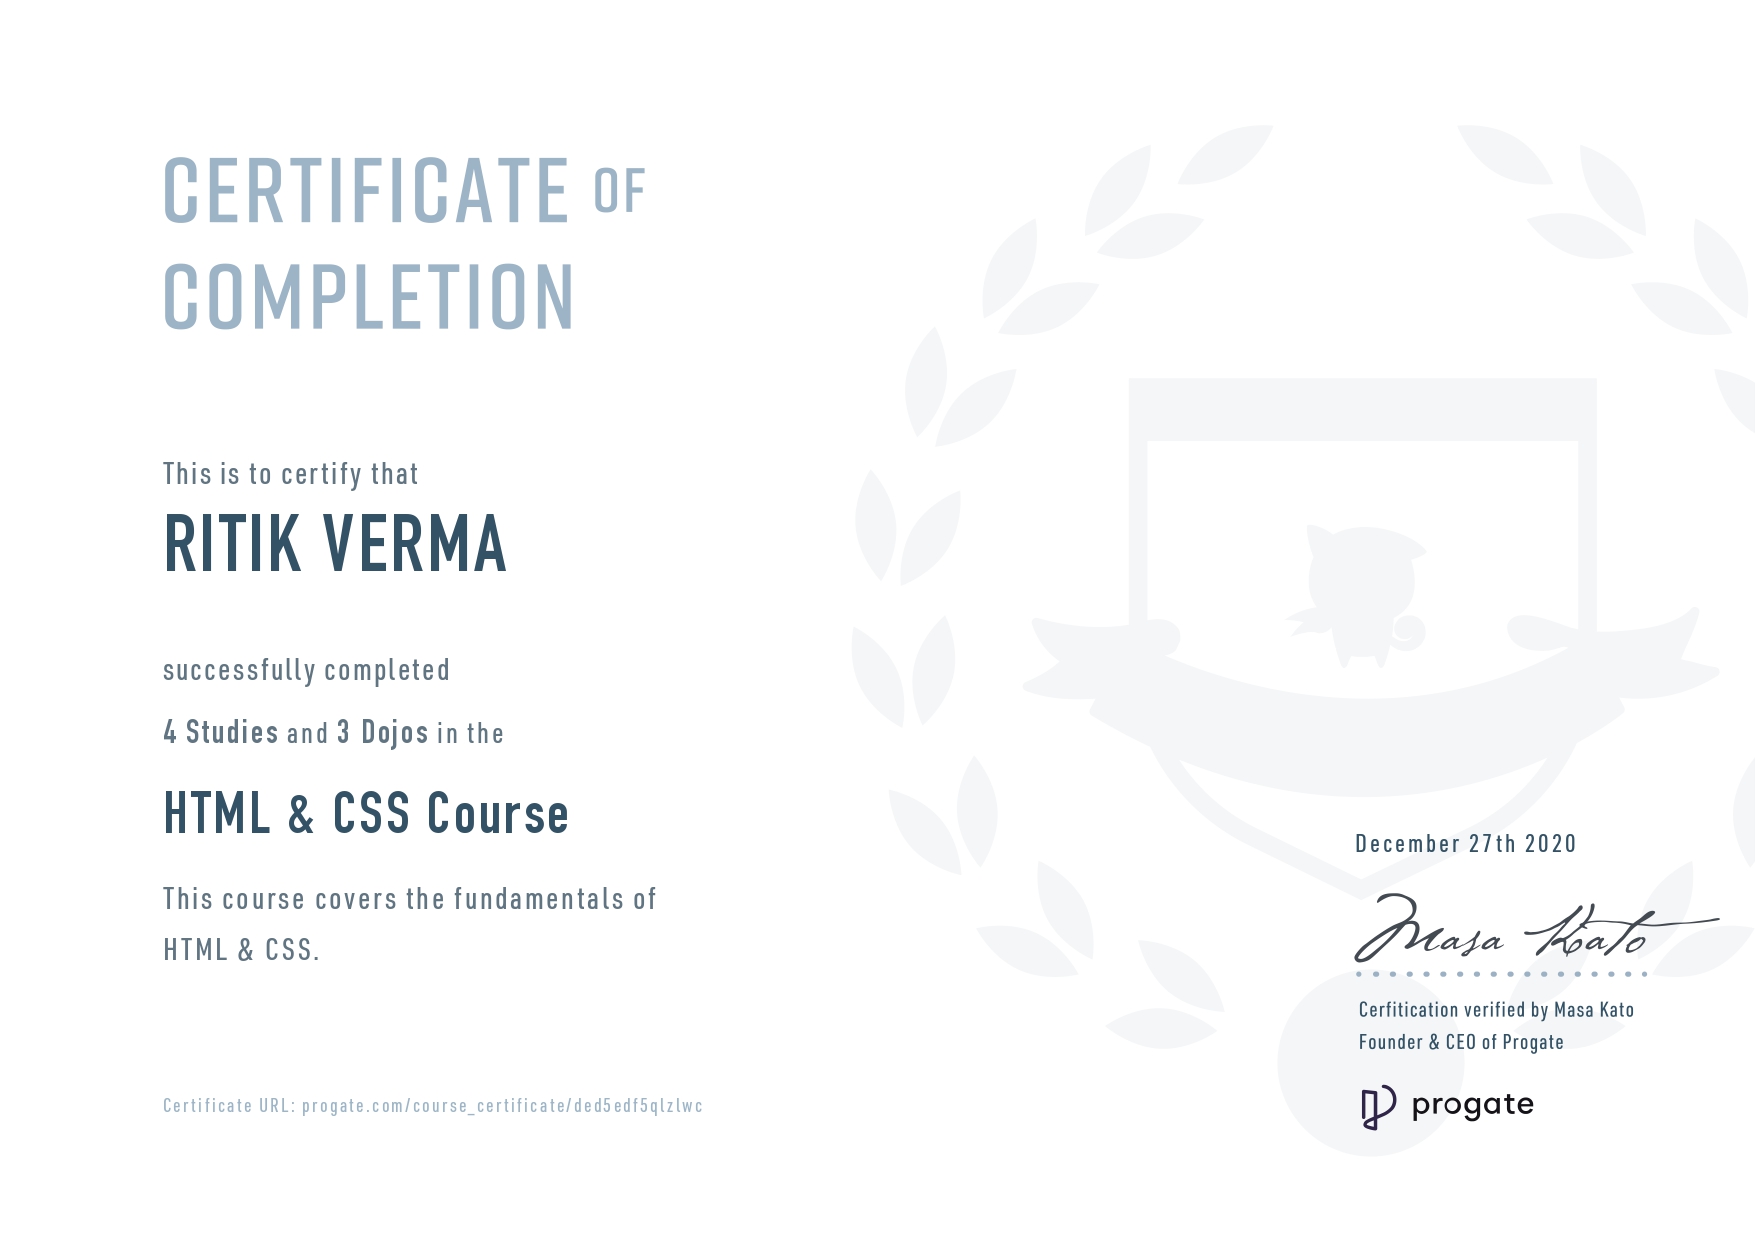 CERTIFICATE OF
COMPLETION
This is to certify that
RITIK VERMA
successfully completed
4 Studies and 3 Dojos in the
HTML & CSS Course
This course covers the fundamentals of
HTML & CSS.
Certificate URL: progate.com/course_certificate/ded5edf5qlzlwc
December 27th 2020
Masa Kato
Cerfitication verified by Masa Kato
Founder & CEO of Progate
progate